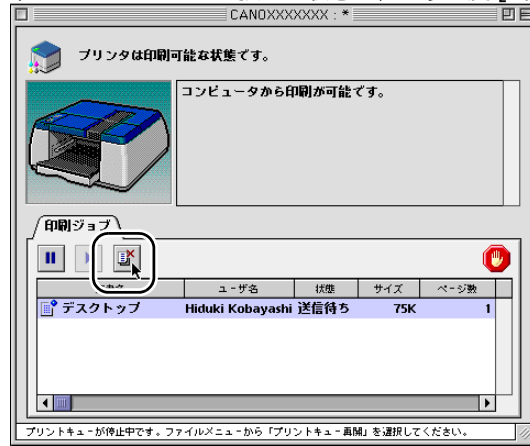 CANOXXXXXXX : *
プリンタは印刷可能な状態です。
コンピュータから印刷が可能です。
印刷ジョブ
ユーザ名 状態 サイズ ページ数
デスクトップ Hiduki Kobayashi 送信待ち 75K 1
プリントキューが停止中です。ファイルメニューから「プリントキュー再開」を選択してください。